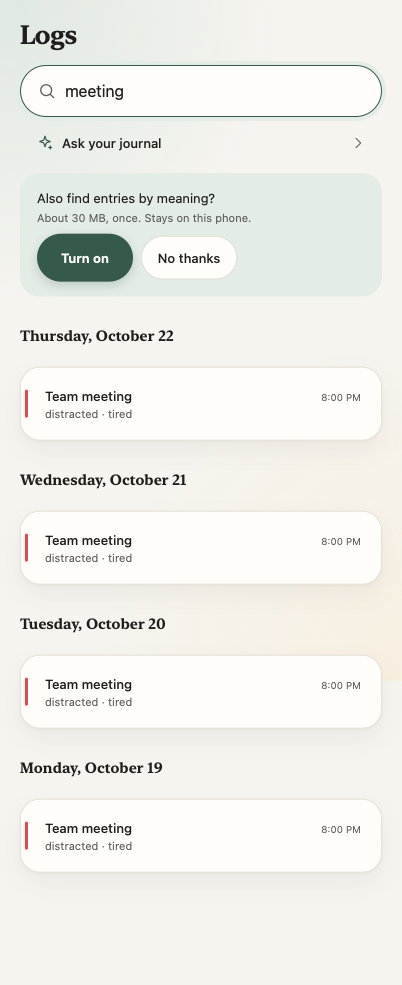 Logs
meeting
Ask your journal
Also find entries by meaning?
About 30 MB, once. Stays on this phone.
Turn on
No thanks
Thursday, October 22
Team meeting
8:00 PM
distracted · tired
Wednesday, October 21
Team meeting
8:00 PM
distracted · tired
Tuesday, October 20
Team meeting
8:00 PM
distracted · tired
Monday, October 19
Team meeting
8:00 PM
distracted · tired